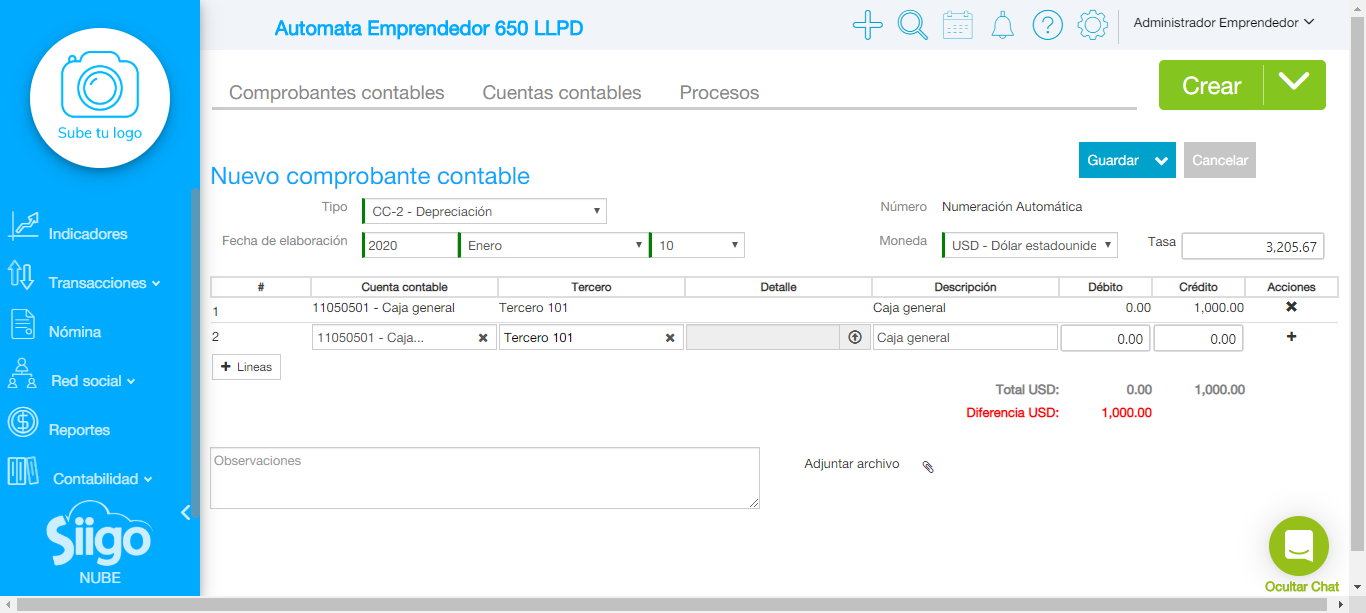 Automata Emprendedor 650 LLPD
Administrador Emprendedor
Sube tu logo
Indicadores
Transacciones
Nómina
Red social
Reportes
Contabilidad
Siigo
NUBE
Comprobantes contables Cuentas contables Procesos
Crear
Guardar Cancelar
Nuevo comprobante contable
Tipo CC-2 - Depreciación Número Numeración Automática
Fecha de elaboración 2020 Enero 10 Moneda USD - Dólar estadounide Tasa 3,205.67
# Cuenta contable Tercero Detalle Descripción Débito Crédito Acciones
1 11050501 - Caja general Tercero 101 Caja general 0.00 1,000.00
2 11050501 - Caja... Tercero 101 Caja general 0.00 0.00
+ Lineas
Total USD: 0.00 1,000.00
Diferencia USD: 1,000.00
Observaciones
Adjuntar archivo
Ocultar Chat